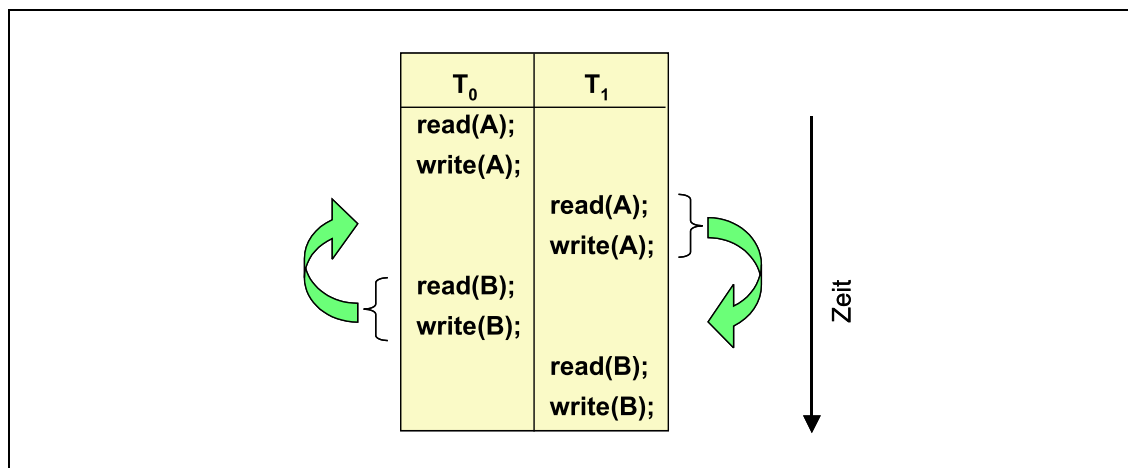 T₀ T₁
read(A);
write(A);
read(A);
write(A);
read(B);
write(B);
read(B);
write(B);
Zeit